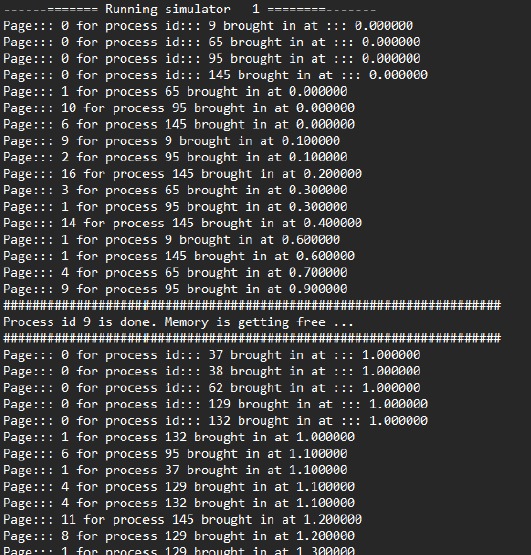 ------======= Running simulator   1 ========-------
Page::: 0 for process id::: 9 brought in at ::: 0.000000
Page::: 0 for process id::: 65 brought in at ::: 0.000000
Page::: 0 for process id::: 95 brought in at ::: 0.000000
Page::: 0 for process id::: 145 brought in at ::: 0.000000
Page::: 1 for process 65 brought in at 0.000000
Page::: 10 for process 95 brought in at 0.000000
Page::: 6 for process 145 brought in at 0.000000
Page::: 9 for process 9 brought in at 0.100000
Page::: 2 for process 95 brought in at 0.100000
Page::: 16 for process 145 brought in at 0.200000
Page::: 3 for process 65 brought in at 0.300000
Page::: 1 for process 95 brought in at 0.300000
Page::: 14 for process 145 brought in at 0.400000
Page::: 1 for process 9 brought in at 0.600000
Page::: 1 for process 145 brought in at 0.600000
Page::: 4 for process 65 brought in at 0.700000
Page::: 9 for process 95 brought in at 0.900000
####################################################################
Process id 9 is done. Memory is getting free ...
####################################################################
Page::: 0 for process id::: 37 brought in at ::: 1.000000
Page::: 0 for process id::: 38 brought in at ::: 1.000000
Page::: 0 for process id::: 62 brought in at ::: 1.000000
Page::: 0 for process id::: 129 brought in at ::: 1.000000
Page::: 0 for process id::: 132 brought in at ::: 1.000000
Page::: 1 for process 132 brought in at 1.000000
Page::: 6 for process 95 brought in at 1.100000
Page::: 1 for process 37 brought in at 1.100000
Page::: 4 for process 129 brought in at 1.100000
Page::: 4 for process 132 brought in at 1.100000
Page::: 11 for process 145 brought in at 1.200000
Page::: 8 for process 129 brought in at 1.200000
Page::: 1 for process 129 brought in at 1.300000